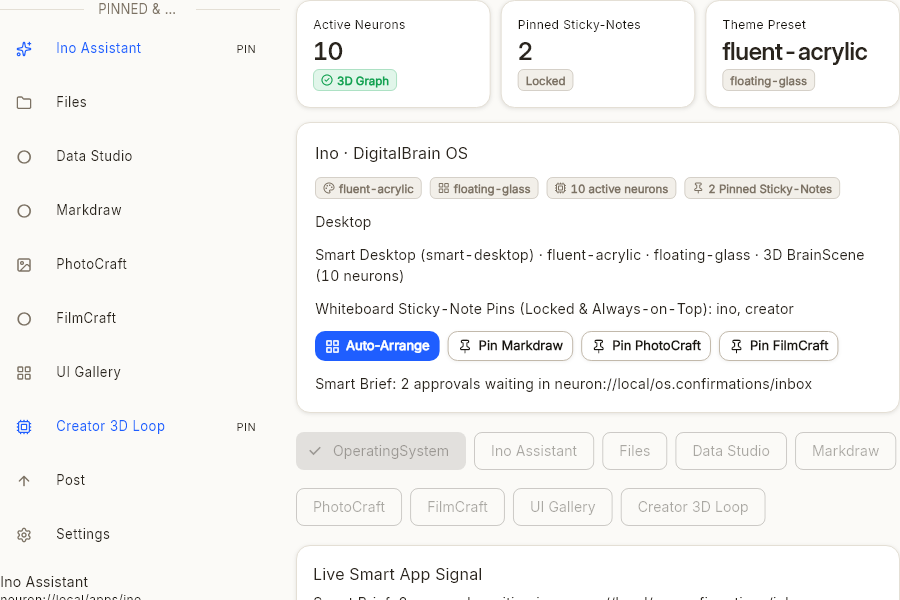 PINNED & ...
Ino Assistant PIN
Files
Data Studio
Markdraw
PhotoCraft
FilmCraft
UI Gallery
Creator 3D Loop PIN
Post
Settings
Ino Assistant
neuron://local/apps/ino
Active Neurons
10
3D Graph
Pinned Sticky-Notes
2
Locked
Theme Preset
fluent-acrylic
floating-glass
Ino · DigitalBrain OS
fluent-acrylic floating-glass 10 active neurons 2 Pinned Sticky-Notes
Desktop
Smart Desktop (smart-desktop) · fluent-acrylic · floating-glass · 3D BrainScene
(10 neurons)
Whiteboard Sticky-Note Pins (Locked & Always-on-Top): ino, creator
Auto-Arrange Pin Markdraw Pin PhotoCraft Pin FilmCraft
Smart Brief: 2 approvals waiting in neuron://local/os.confirmations/inbox
OperatingSystem Ino Assistant Files Data Studio Markdraw
PhotoCraft FilmCraft UI Gallery Creator 3D Loop
Live Smart App Signal